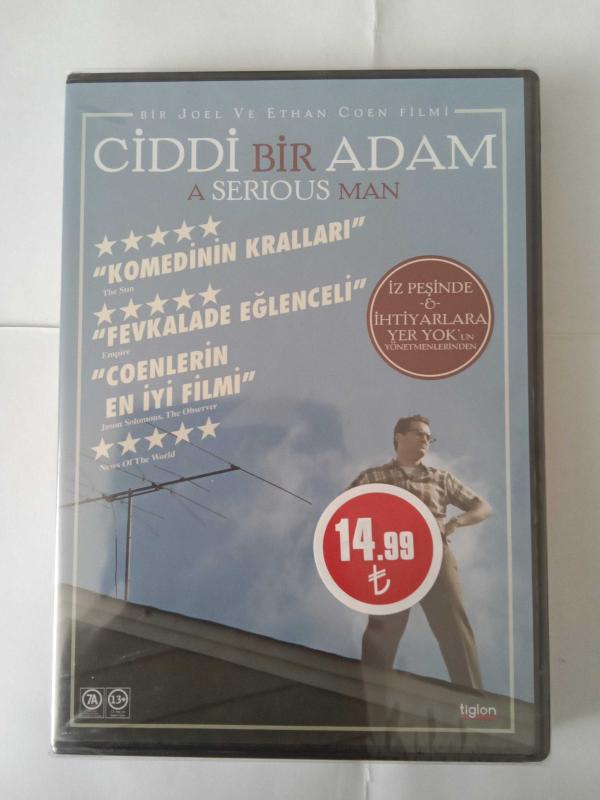 BİR JOEL VE ETHAN COEN FİLMİ
CİDDİ BİR ADAM
A SERIOUS MAN
"KOMEDİNİN KRALLARI"
The Sun
"FEVKALADE EĞLENCELİ"
Empire
"COENLERİN
EN İYİ FİLMİ"
Jason Solomons, The Observer
News Of The World
İZ PEŞİNDE
-&-
İHTİYARLARA
YER YOK'UN
YÖNETMENLERİNDEN
14.99
₺
7A
13+
tiglon